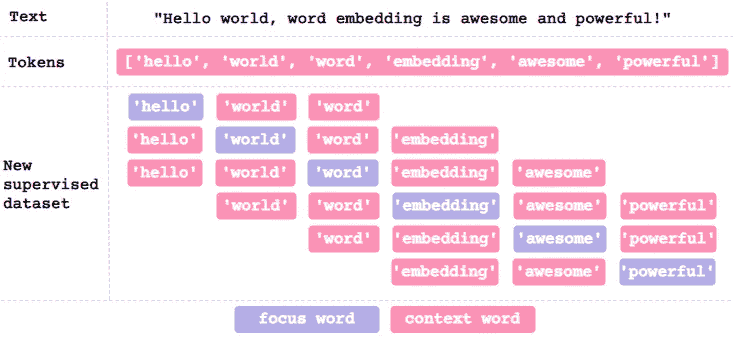 Text "Hello world, word embedding is awesome and powerful!"
Tokens ['hello', 'world', 'word', 'embedding', 'awesome', 'powerful']
'hello' 'world' 'word'
'hello' 'world' 'word' 'embedding'
New supervised dataset 'hello' 'world' 'word' 'embedding' 'awesome'
'world' 'word' 'embedding' 'awesome' 'powerful'
'word' 'embedding' 'awesome' 'powerful'
'embedding' 'awesome' 'powerful'
focus word context word